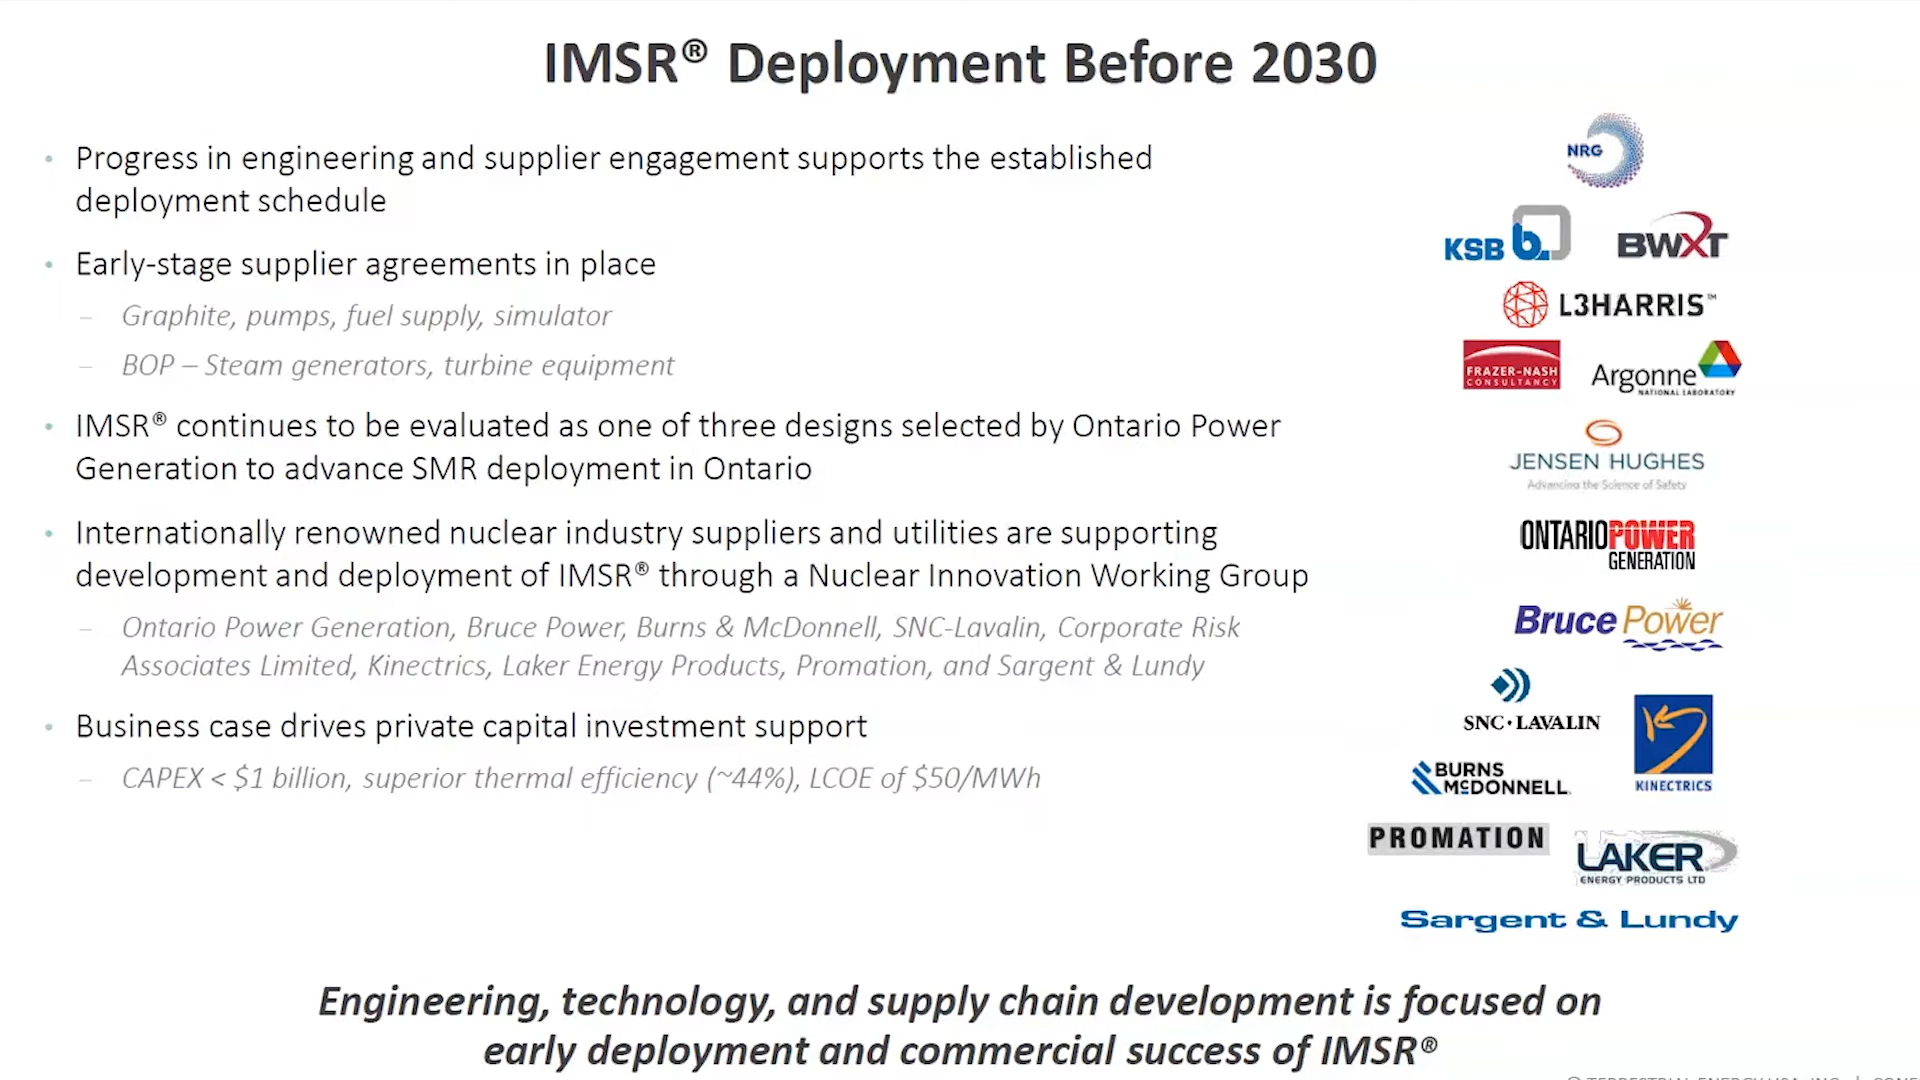 IMSR® Deployment Before 2030
• Progress in engineering and supplier engagement supports the established
deployment schedule
• Early-stage supplier agreements in place
– Graphite, pumps, fuel supply, simulator
– BOP – Steam generators, turbine equipment
• IMSR® continues to be evaluated as one of three designs selected by Ontario Power
Generation to advance SMR deployment in Ontario
• Internationally renowned nuclear industry suppliers and utilities are supporting
development and deployment of IMSR® through a Nuclear Innovation Working Group
– Ontario Power Generation, Bruce Power, Burns & McDonnell, SNC-Lavalin, Corporate Risk
Associates Limited, Kinectrics, Laker Energy Products, Promation, and Sargent & Lundy
• Business case drives private capital investment support
– CAPEX < $1 billion, superior thermal efficiency (~44%), LCOE of $50/MWh
NRG
KSB b.
BWXT
L3HARRIS™
FRAZER-NASH
CONSULTANCY
Argonne
NATIONAL LABORATORY
JENSEN HUGHES
Advancing the Science of Safety
ONTARIOPOWER
GENERATION
Bruce Power
SNC•LAVALIN
KINECTRICS
BURNS
McDONNELL
PROMATION
LAKER
ENERGY PRODUCTS LTD
Sargent & Lundy
Engineering, technology, and supply chain development is focused on
early deployment and commercial success of IMSR®